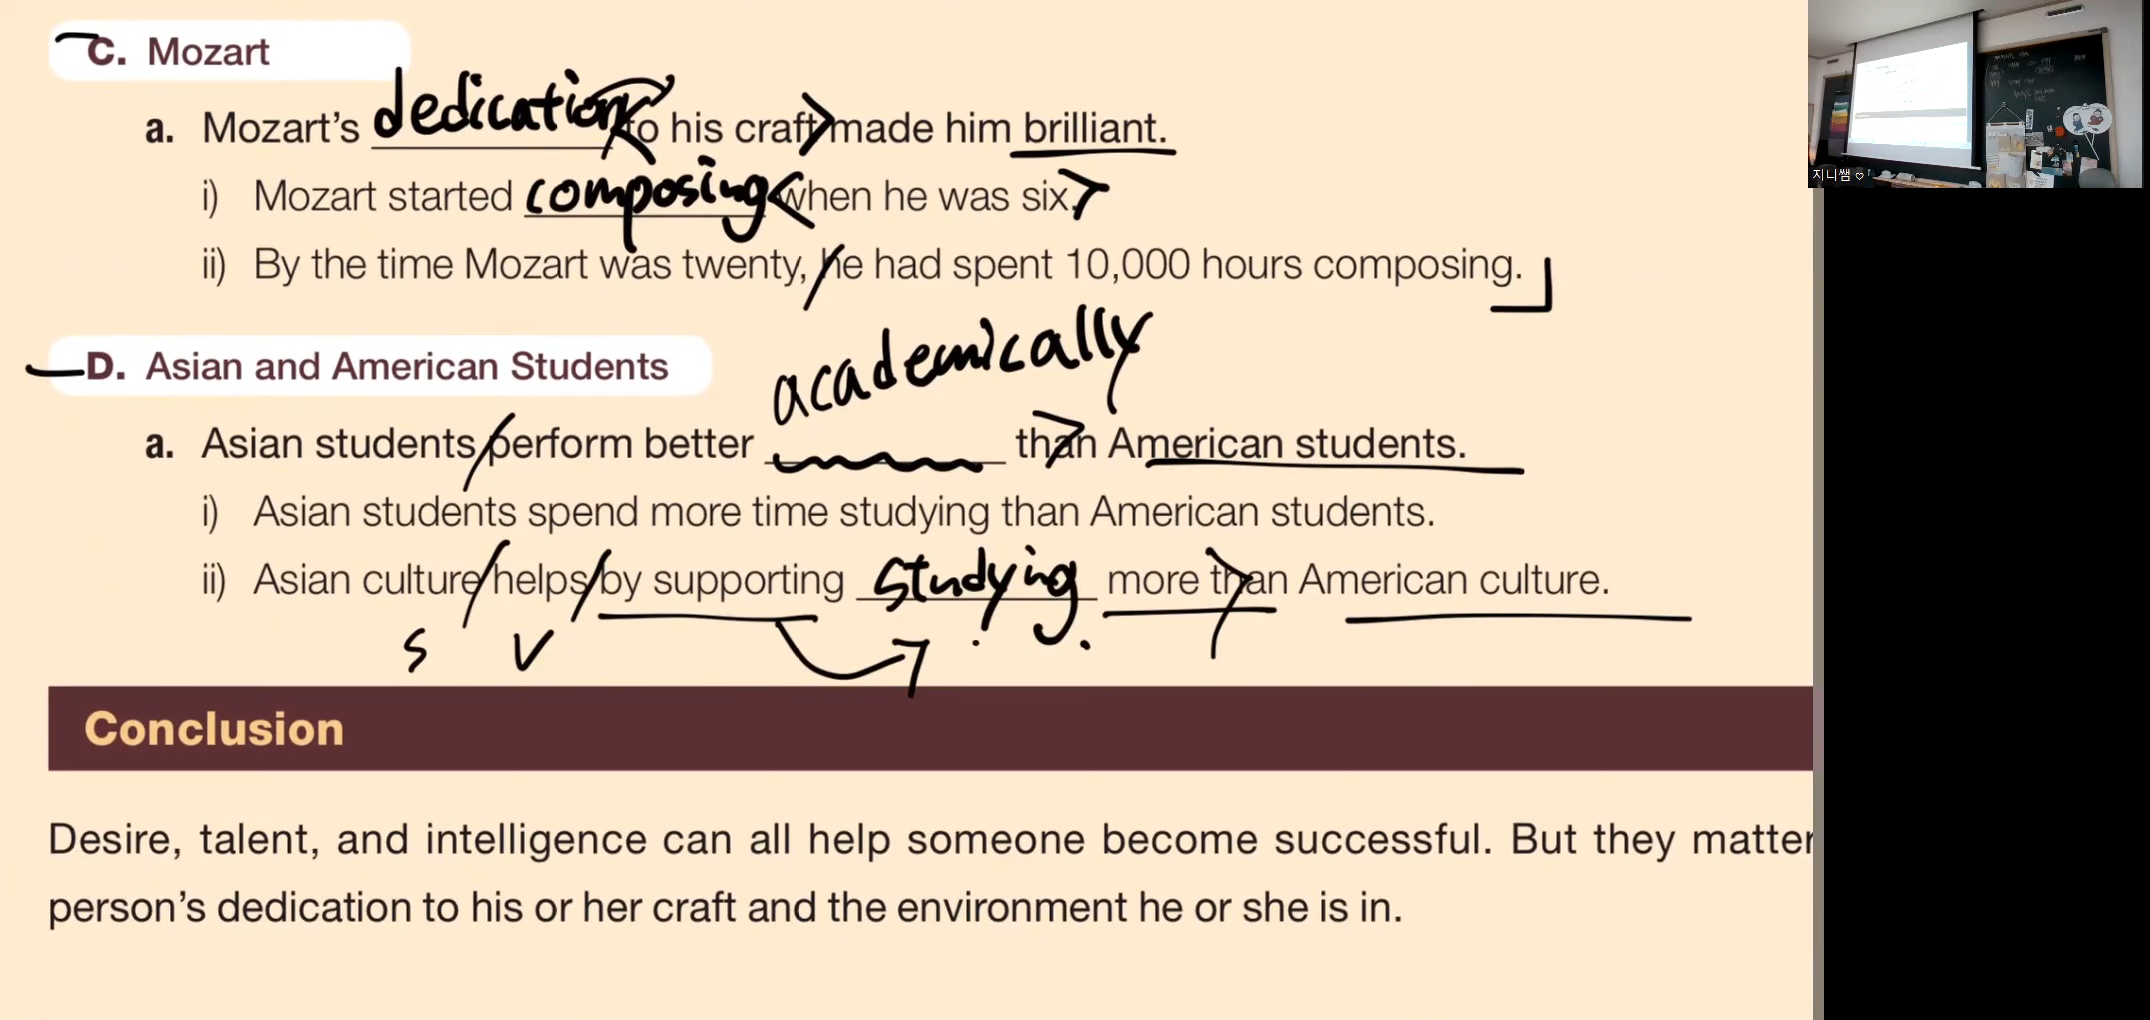 C. Mozart
a. Mozart's dedication to his craft made him brilliant.
i) Mozart started composing when he was six.
ii) By the time Mozart was twenty, he had spent 10,000 hours composing.
D. Asian and American Students
academically
a. Asian students perform better than American students.
i) Asian students spend more time studying than American students.
ii) Asian culture helps by supporting studying more than American culture.
S V
Conclusion
Desire, talent, and intelligence can all help someone become successful. But they matter
person's dedication to his or her craft and the environment he or she is in.
지니쌤